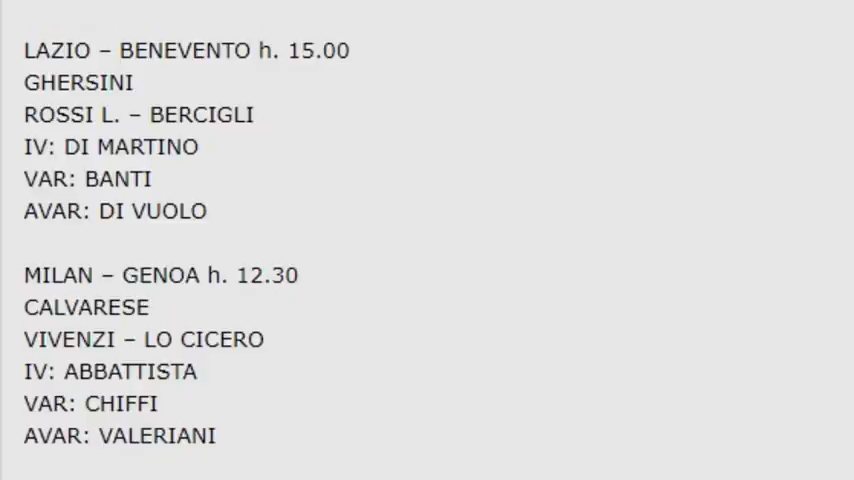 LAZIO – BENEVENTO h. 15.00
GHERSINI
ROSSI L. – BERCIGLI
IV: DI MARTINO
VAR: BANTI
AVAR: DI VUOLO
MILAN – GENOA h. 12.30
CALVARESE
VIVENZI – LO CICERO
IV: ABBATTISTA
VAR: CHIFFI
AVAR: VALERIANI